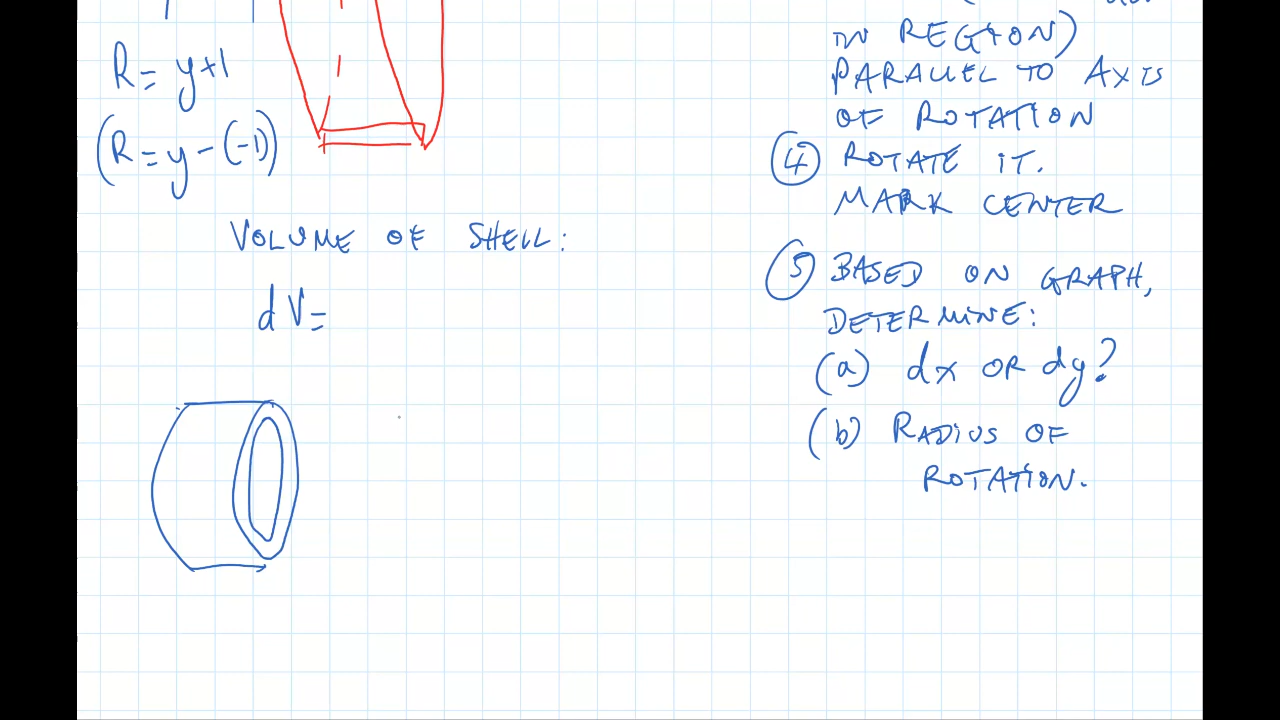 R = y+1
(R = y - (-1))
VOLUME OF SHELL:
dV=
IN REGION)
PARALLEL TO AXIS
OF ROTATION
④ ROTATE IT.
MARK CENTER
⑤ BASED ON GRAPH,
DETERMINE:
(a) dx OR dy?
(b) RADIUS OF
ROTATION.